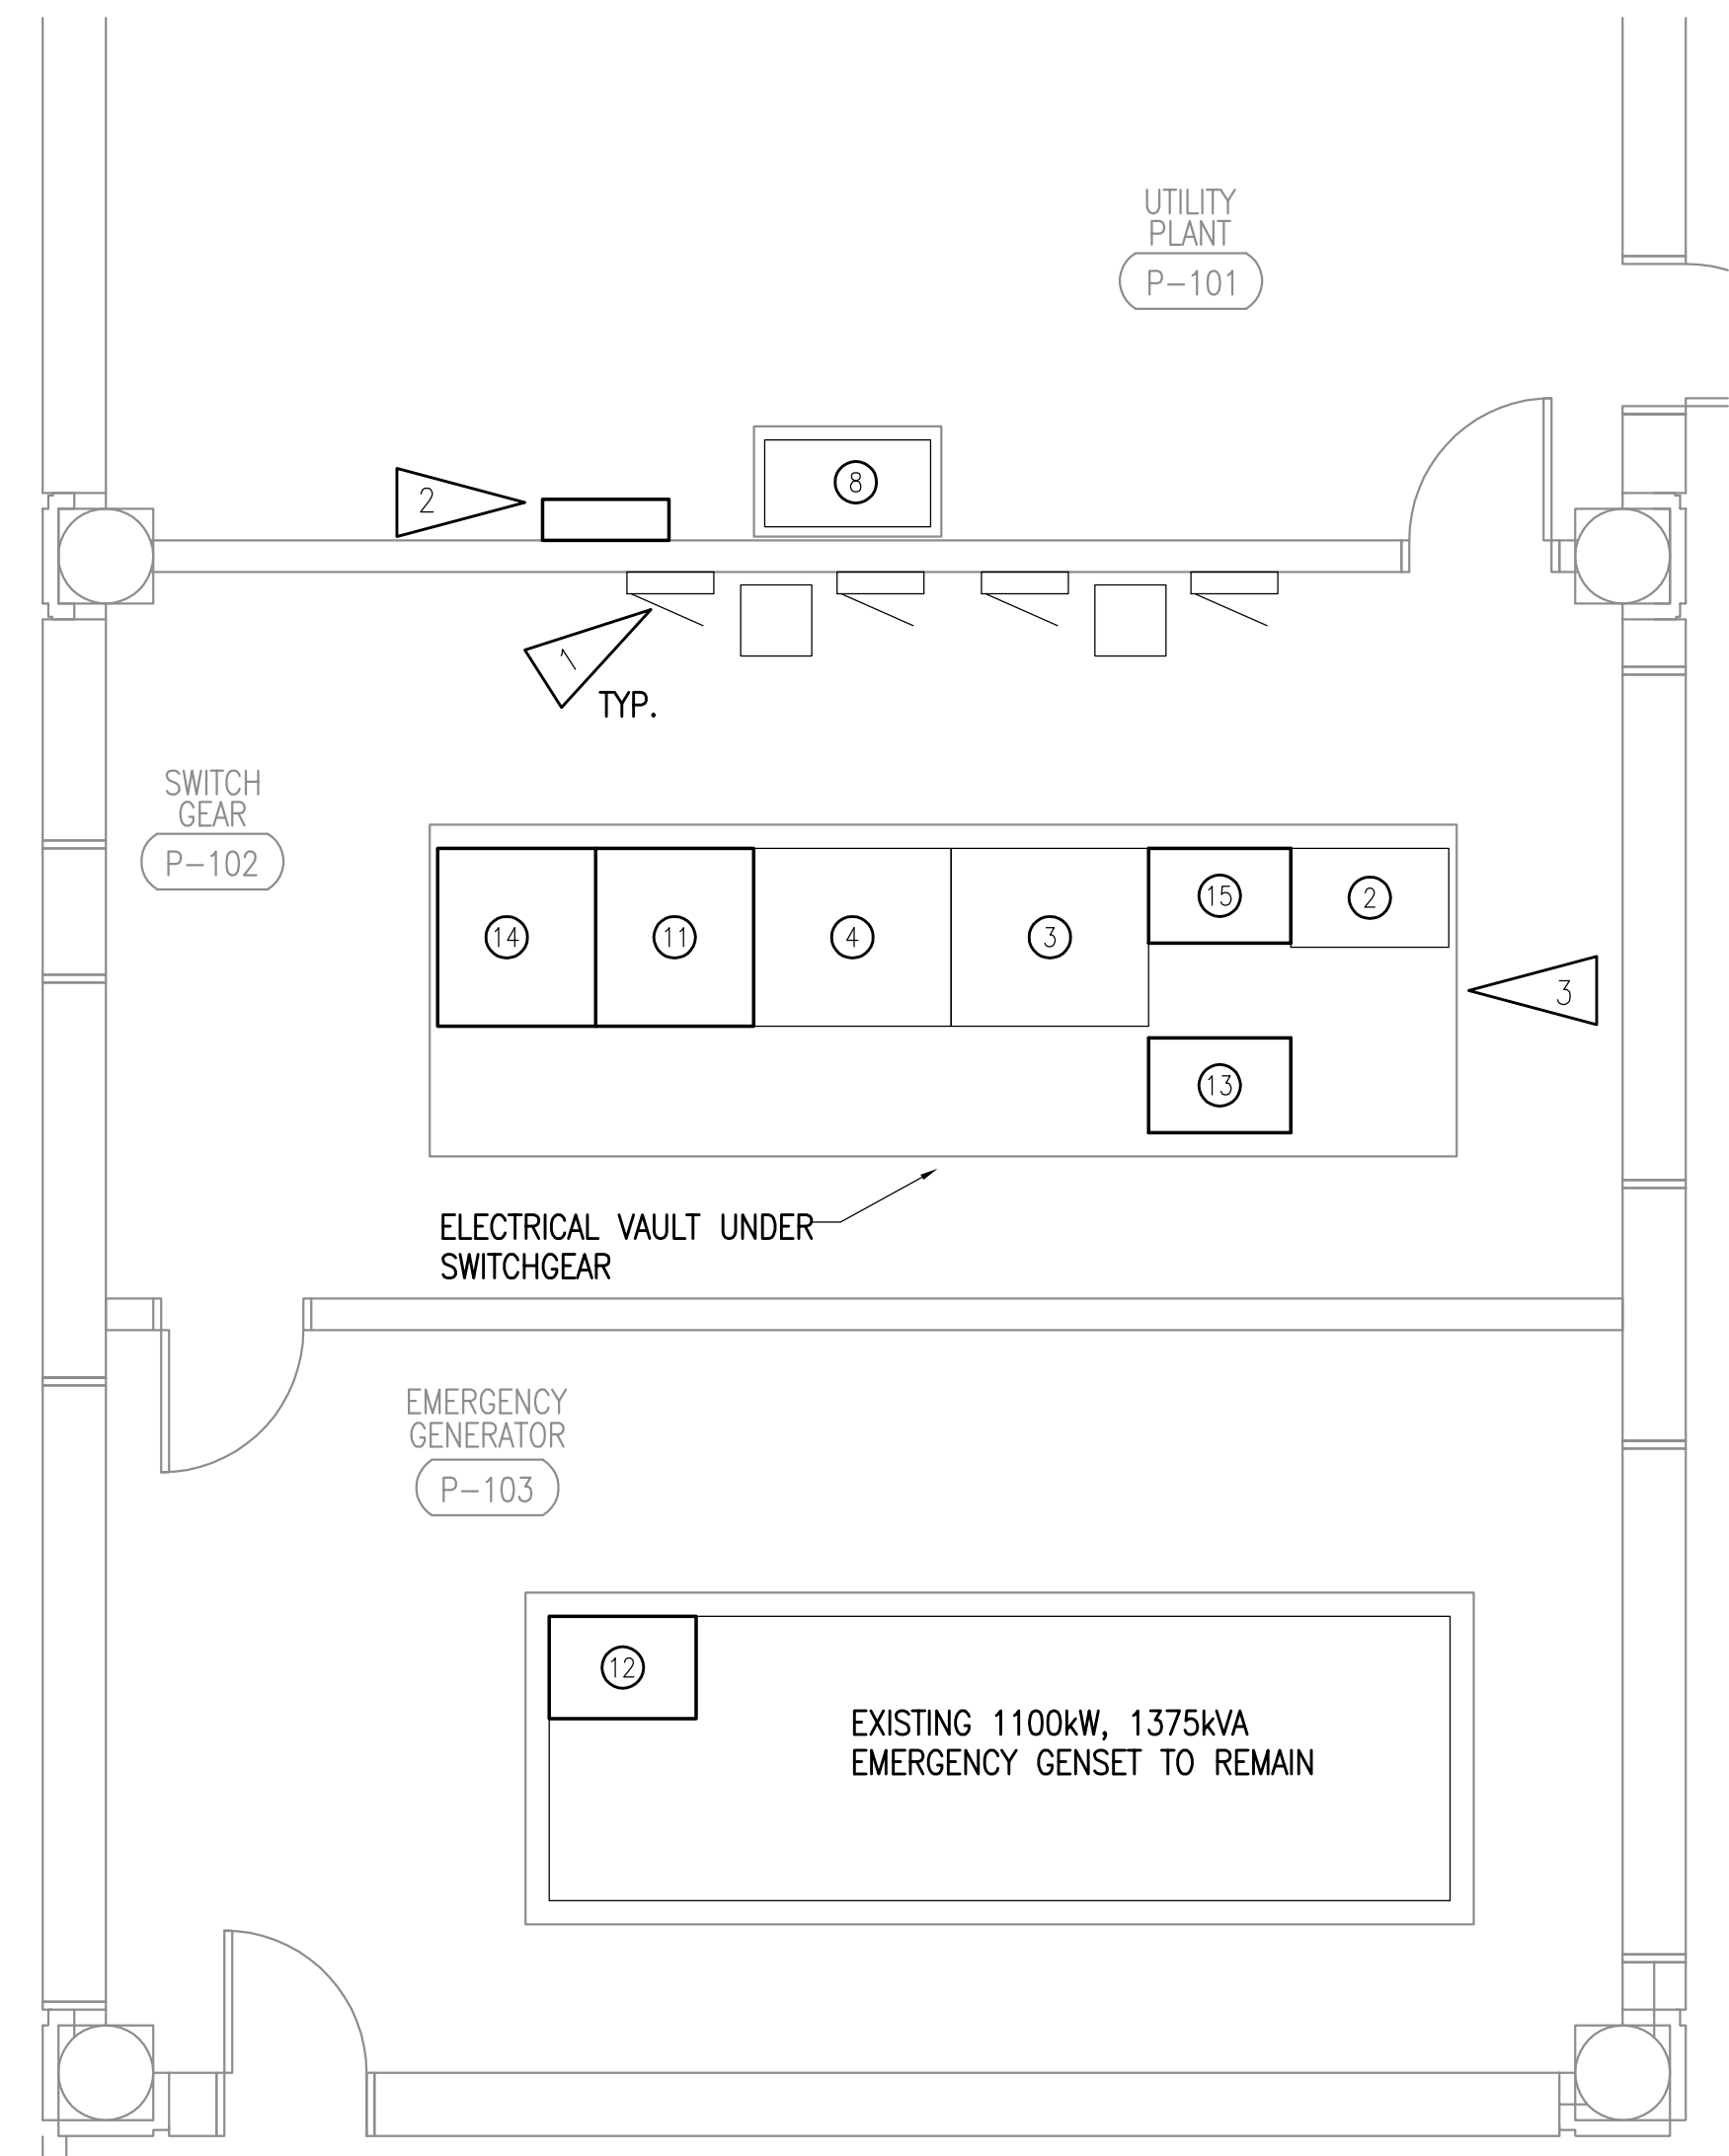 UTILITY
PLANT
P-101
8
2
1
TYP.
SWITCH
GEAR
P-102
14
11
4
3
15
2
3
13
ELECTRICAL VAULT UNDER
SWITCHGEAR
EMERGENCY
GENERATOR
P-103
12
EXISTING 1100kW, 1375kVA
EMERGENCY GENSET TO REMAIN